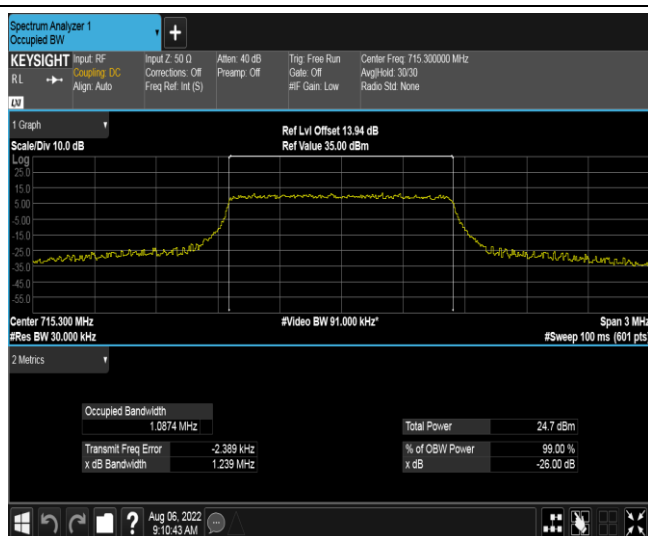 Spectrum Analyzer 1
Occupied BW
+
KEYSIGHT
RL
LXI
Input: RF
Coupling: DC
Align: Auto
Input Z: 50 Ω
Corrections: Off
Freq Ref: Int (S)
Atten: 40 dB
Preamp: Off
Trig: Free Run
Gate: Off
#IF Gain: Low
Center Freq: 715.300000 MHz
Avg|Hold: 30/30
Radio Std: None
1 Graph
Scale/Div 10.0 dB
Ref Lvl Offset 13.94 dB
Ref Value 35.00 dBm
Log
25.0
15.0
5.00
-5.00
-15.0
-25.0
-35.0
-45.0
-55.0
Center 715.300 MHz
#Res BW 30.000 kHz
#Video BW 91.000 kHz*
Span 3 MHz
#Sweep 100 ms (601 pts)
2 Metrics
Occupied Bandwidth
1.0874 MHz
Transmit Freq Error -2.389 kHz
x dB Bandwidth 1.239 MHz
Total Power 24.7 dBm
% of OBW Power 99.00 %
x dB -26.00 dB
?
Aug 06, 2022
9:10:43 AM